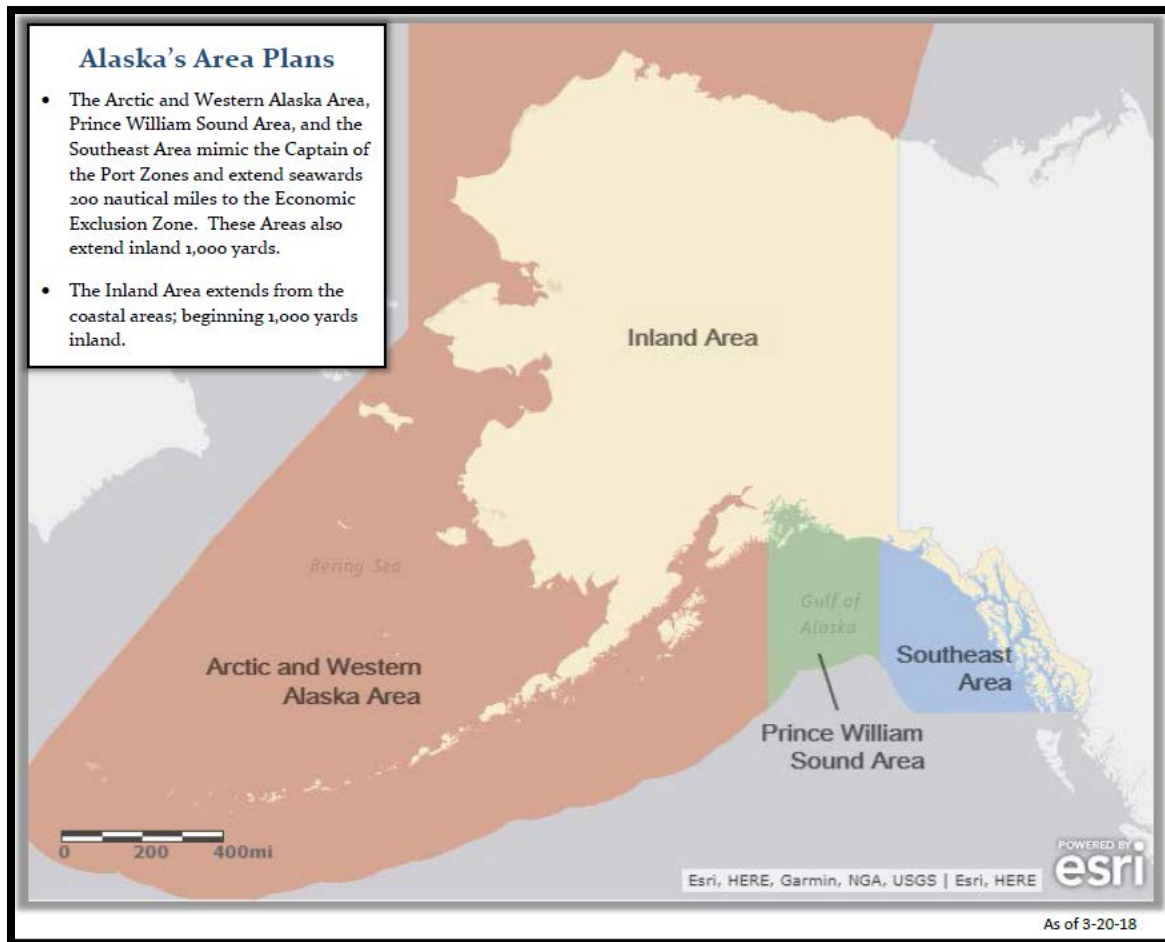 Alaska's Area Plans
• The Arctic and Western Alaska Area,
Prince William Sound Area, and the
Southeast Area mimic the Captain of
the Port Zones and extend seawards
200 nautical miles to the Economic
Exclusion Zone. These Areas also
extend inland 1,000 yards.
• The Inland Area extends from the
coastal areas; beginning 1,000 yards
inland.
Inland Area
Bering Sea
Gulf of
Alaska
Arctic and Western
Alaska Area
Southeast
Area
Prince William
Sound Area
0 200 400mi
POWERED BY
esri
Esri, HERE, Garmin, NGA, USGS | Esri, HERE
As of 3-20-18